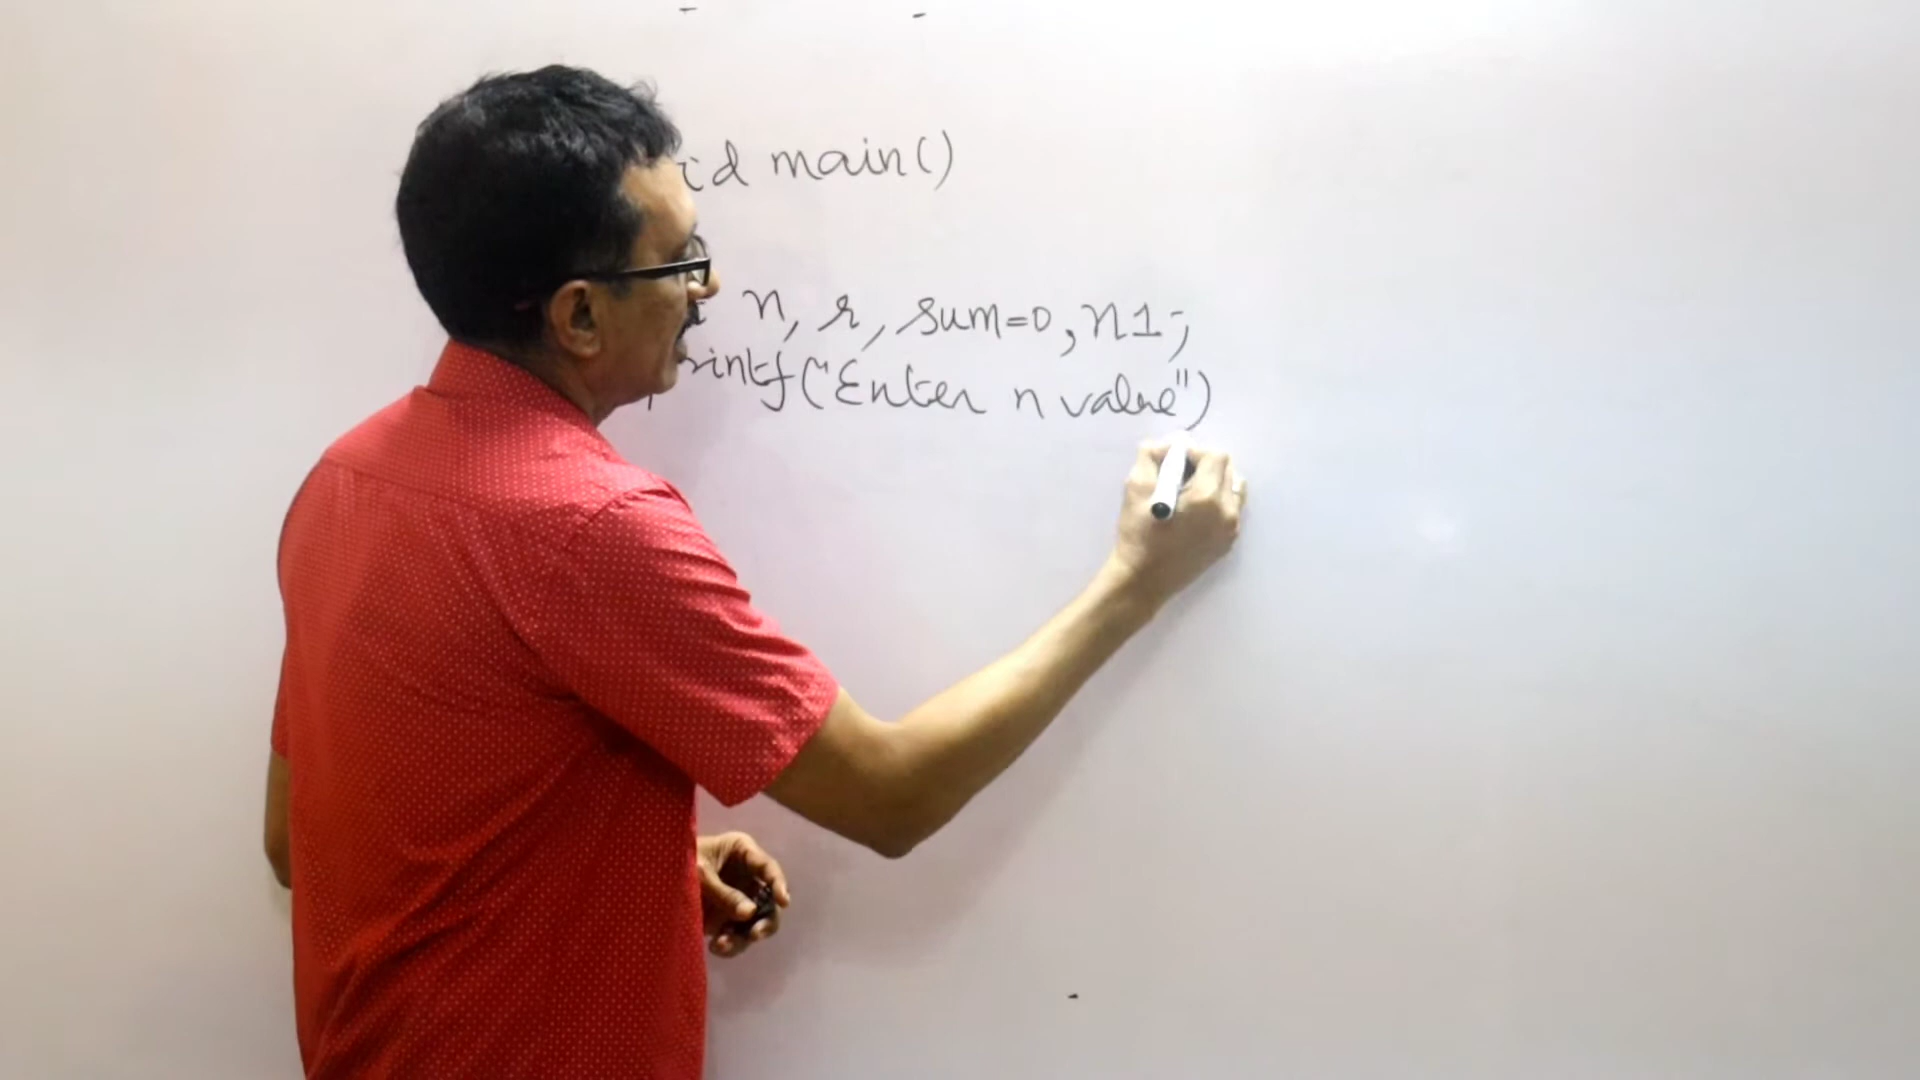 id main()
n, r, sum=0, n1;
rintf("Enter n value")